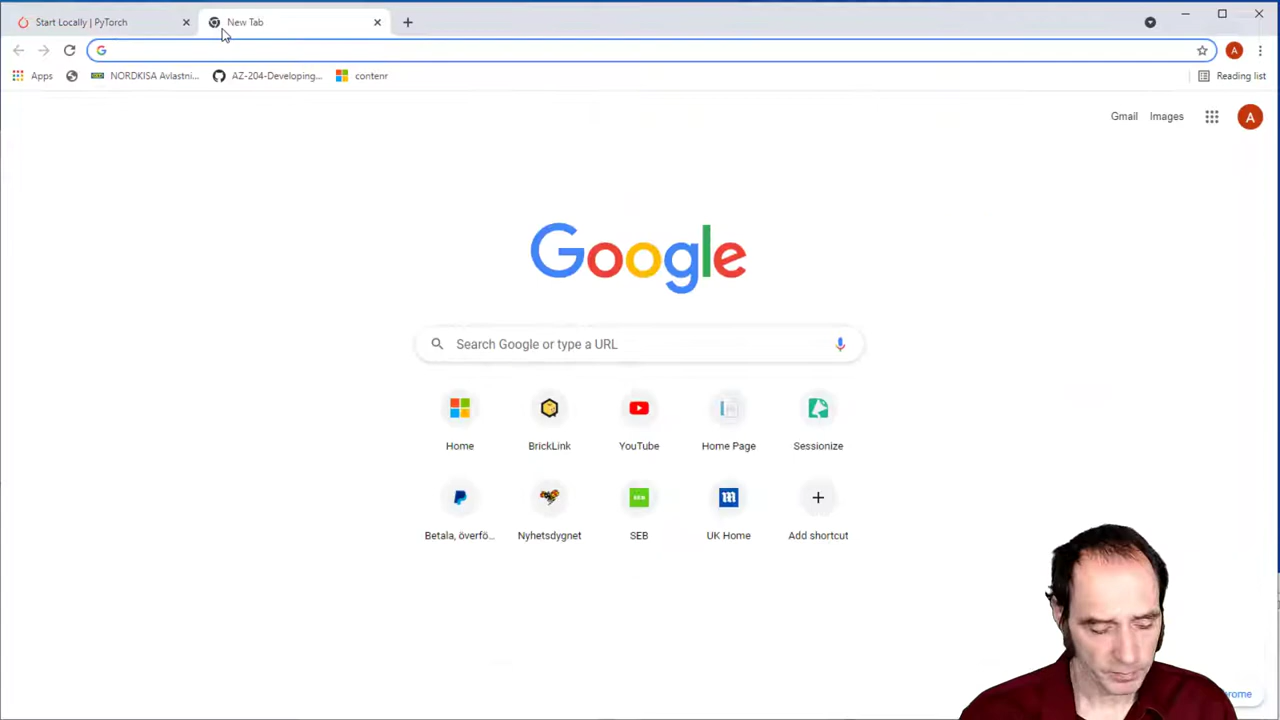 Start Locally | PyTorch
New Tab
Apps
NORDKISA Avlastni...
AZ-204-Developing...
contenr
Reading list
A
Gmail
Images
A
Google
Search Google or type a URL
Home
BrickLink
YouTube
Home Page
Sessionize
Betala, överfö...
Nyhetsdygnet
SEB
UK Home
Add shortcut
rome